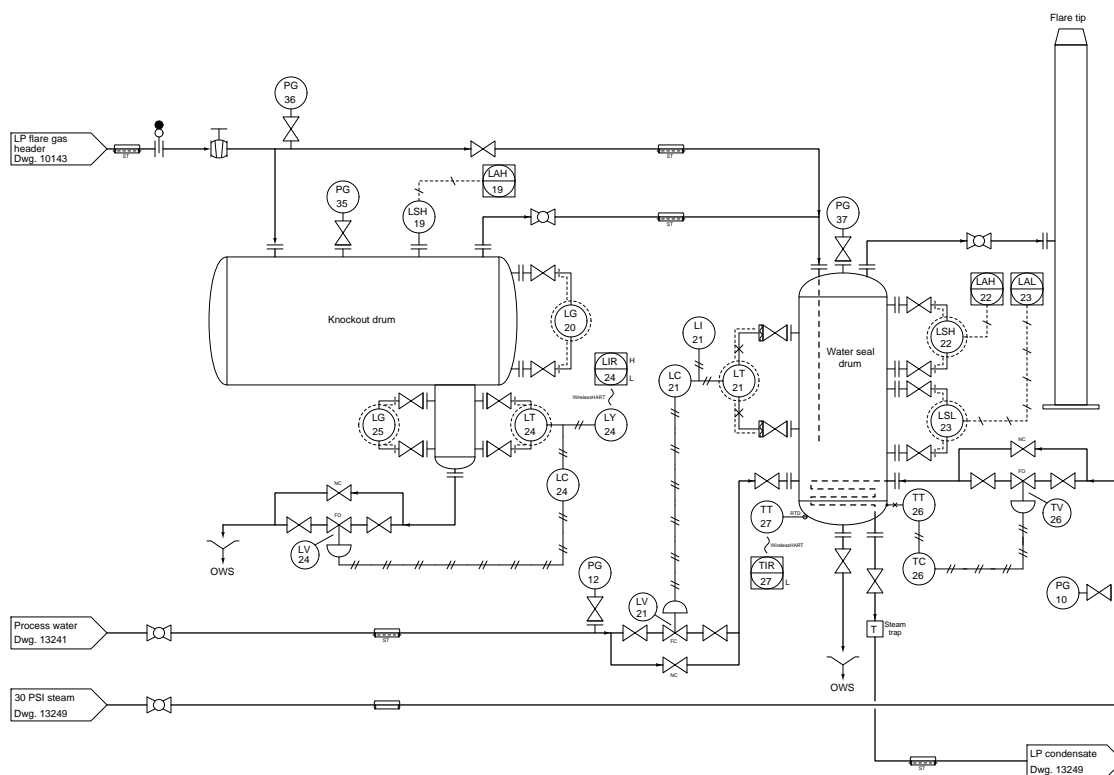 Flare tip
PG
36
LP flare gas
header
Dwg. 10143
ST
ST
LAH
19
PG
35
LSH
19
PG
37
ST
Knockout drum
LG
20
LI
21
LAH
22
LAL
23
LSH
22
Water seal
drum
LIR
24
H
L
LC
21
LT
21
WirelessHART
LG
25
LT
24
LY
24
LSL
23
NC
LC
24
NC
FO
LV
24
FO
TT
27
RTD
TT
26
TV
26
OWS
WirelessHART
TIR
27
L
TC
26
PG
12
PG
10
LV
21
Process water
Dwg. 13241
ST
FC
T
Steam
trap
NC
OWS
30 PSI steam
Dwg. 13249
LP condensate
Dwg. 13249
ST